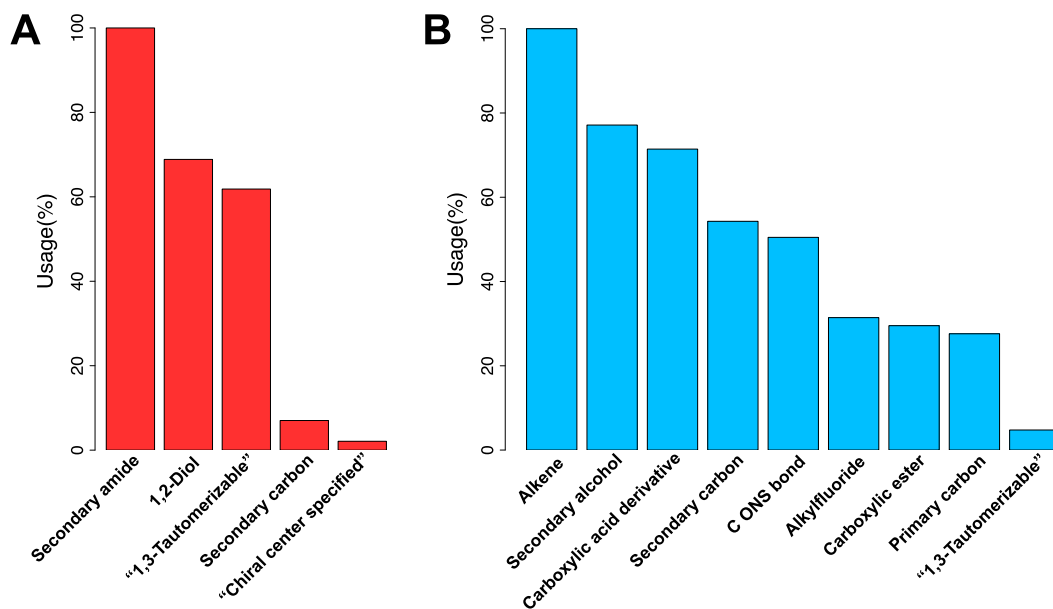 A
Usage(%)
100
80
60
40
20
0
Secondary amide
1,2-Diol
“1,3-Tautomerizable”
Secondary carbon
“Chiral center specified”
B
Usage(%)
100
80
60
40
20
0
Alkene
Secondary alcohol
Carboxylic acid derivative
Secondary carbon
C ONS bond
Alkylfluoride
Carboxylic ester
Primary carbon
“1,3-Tautomerizable”